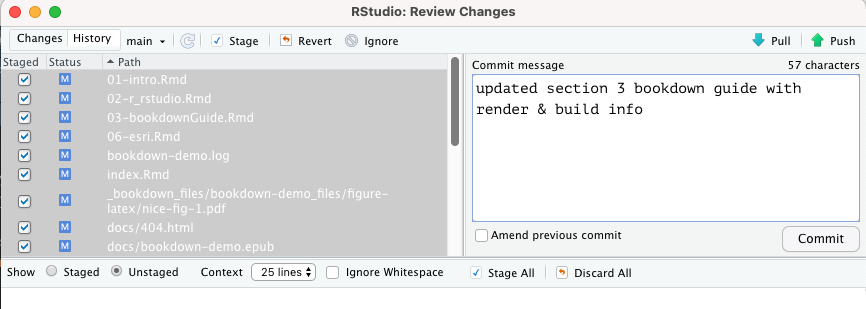 RStudio: Review Changes
Changes History main Stage Revert Ignore Pull Push
Staged Status Path
M 01-intro.Rmd
M 02-r_rstudio.Rmd
M 03-bookdownGuide.Rmd
M 06-esri.Rmd
M bookdown-demo.log
M index.Rmd
M _bookdown_files/bookdown-demo_files/figure-
latex/nice-fig-1.pdf
M docs/404.html
M docs/bookdown-demo.epub
Commit message 57 characters
updated section 3 bookdown guide with
render & build info
Amend previous commit Commit
Show Staged Unstaged Context 25 lines Ignore Whitespace Stage All Discard All